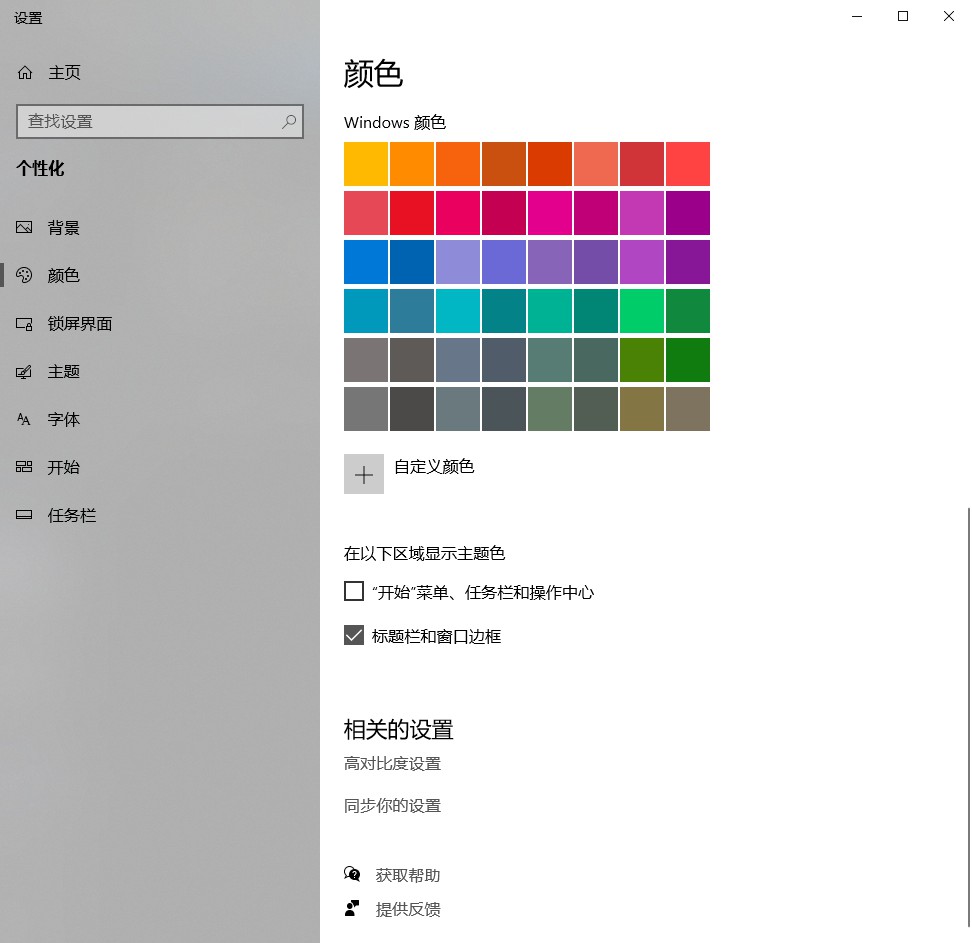 设置
主页
查找设置
个性化
背景
颜色
锁屏界面
主题
字体
开始
任务栏
颜色
Windows 颜色
自定义颜色
在以下区域显示主题色
“开始”菜单、任务栏和操作中心
标题栏和窗口边框
相关的设置
高对比度设置
同步你的设置
获取帮助
提供反馈